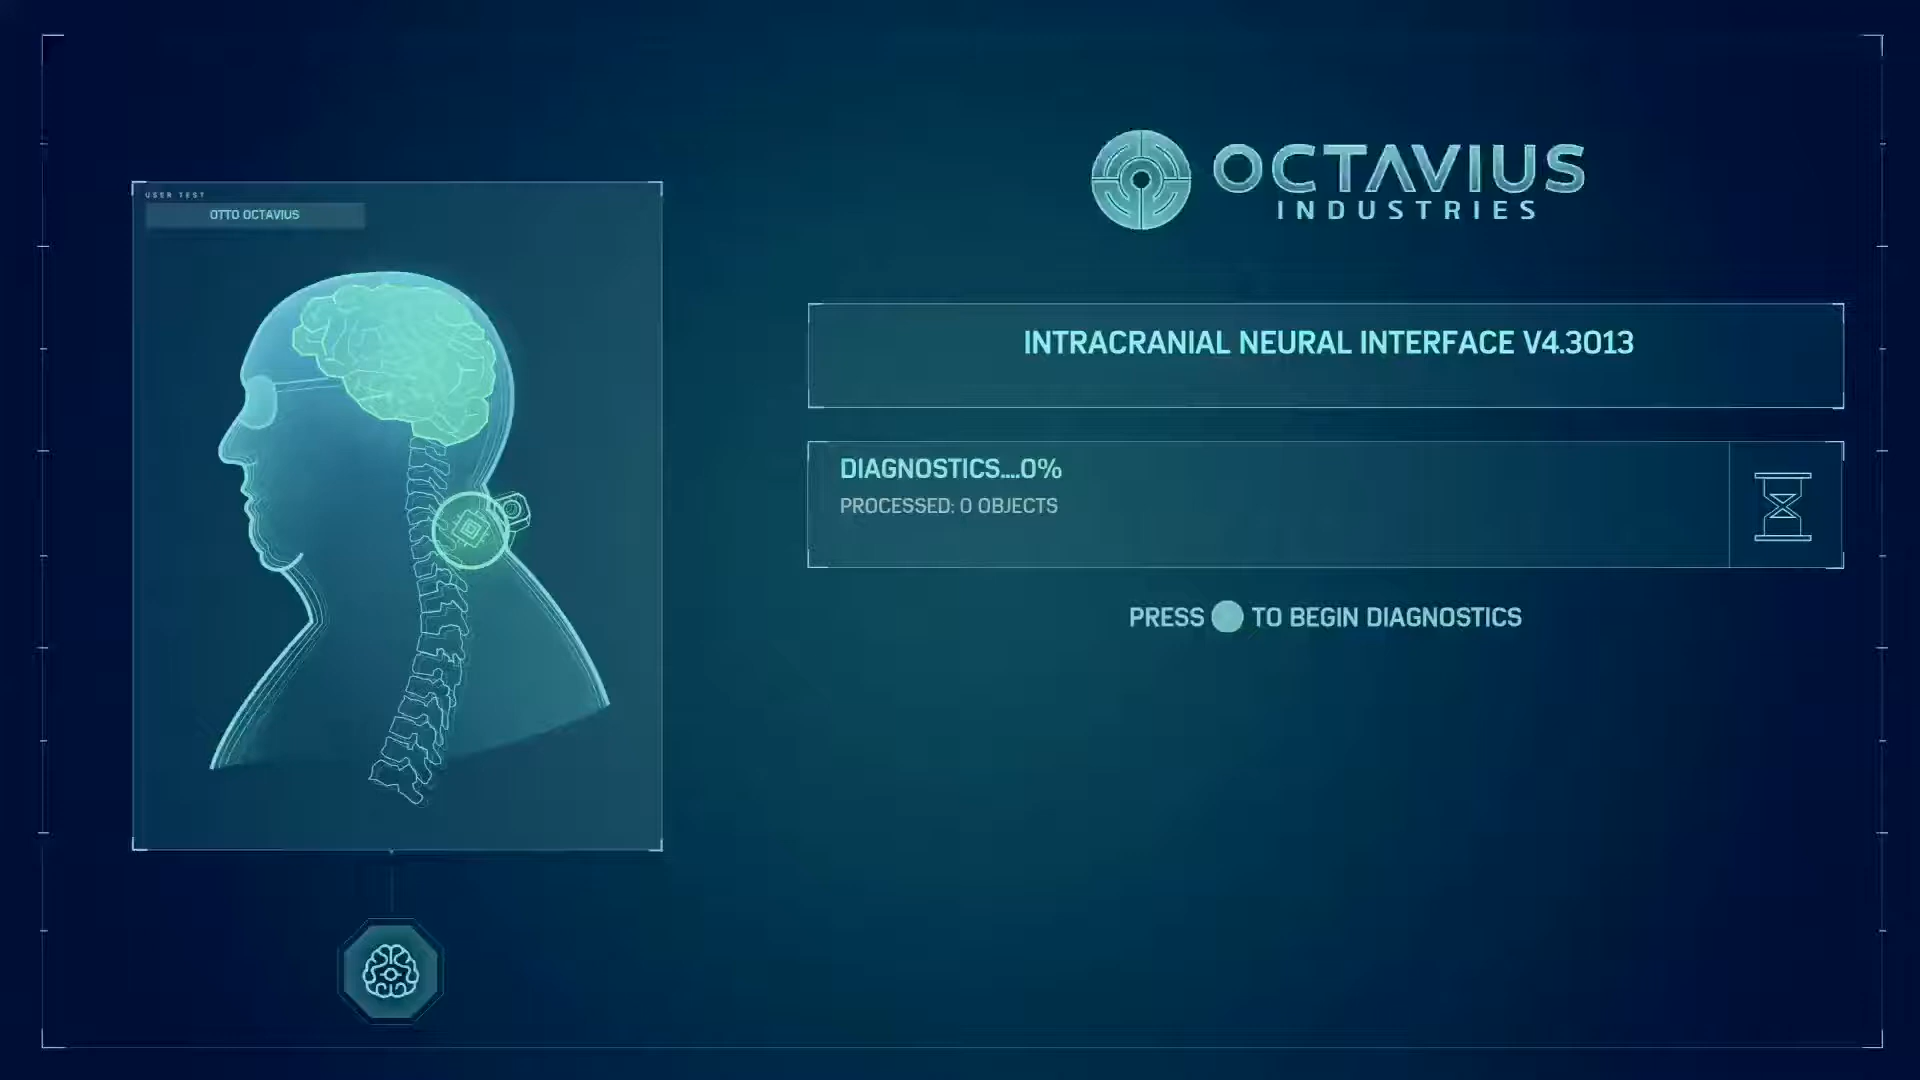 OCTAVIUS
INDUSTRIES
USER TEST
OTTO OCTAVIUS
INTRACRANIAL NEURAL INTERFACE V4.3013
DIAGNOSTICS....0%
PROCESSED: 0 OBJECTS
PRESS TO BEGIN DIAGNOSTICS